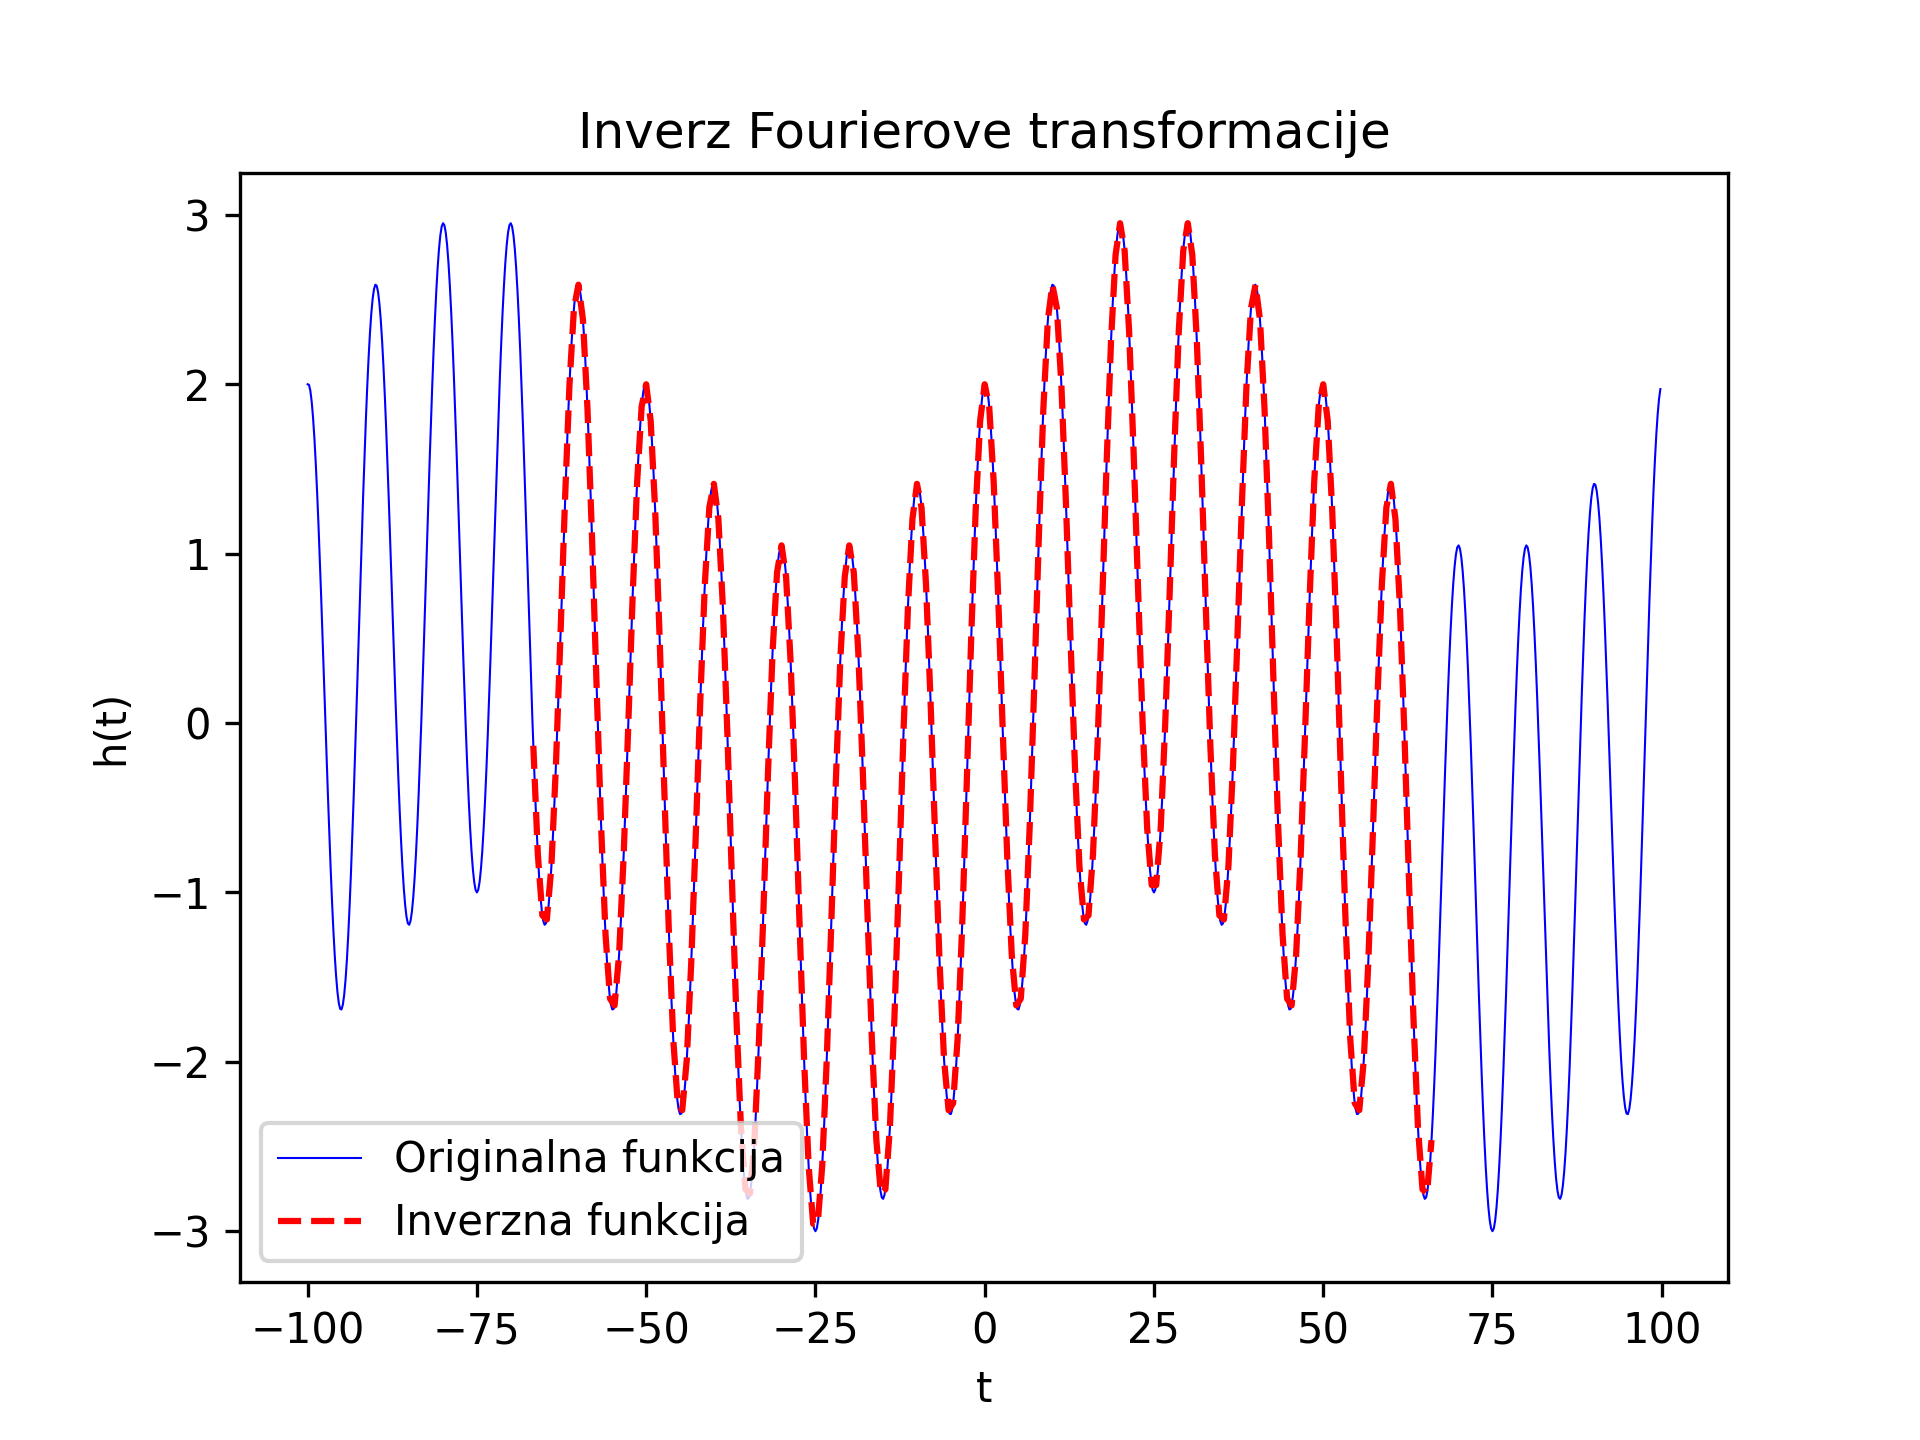 Inverz Fourierove transformacije
3
2
1
0
−1
−2
−3
h(t)
Originalna funkcija
Inverzna funkcija
−100 −75 −50 −25 0 25 50 75 100
t